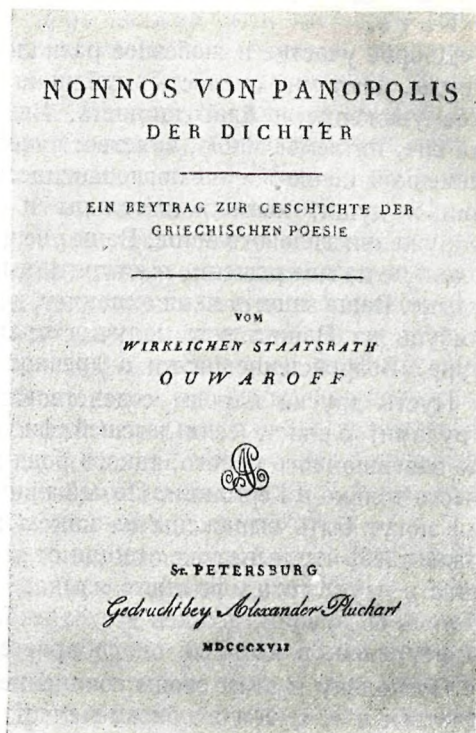 NONNOS VON PANOPOLIS
DER DICHTER
EIN BEYTRAG ZUR GESCHICHTE DER
GRIECHISCHEN POESIE
VOM
WIRKLICHEN STAATSRATH
OUWAROFF
St. PETERSBURG
Gedruckt bey Alexander Pluchart
MDCCCXVII